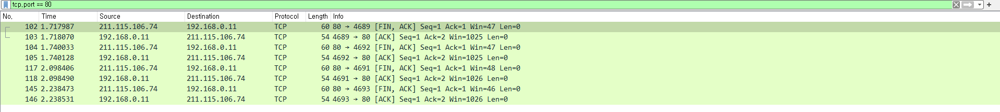 tcp.port == 80
No. Time Source Destination Protocol Length Info
102 1.717987 211.115.106.74 192.168.0.11 TCP 60 80 → 4689 [FIN, ACK] Seq=1 Ack=1 Win=47 Len=0
103 1.718070 192.168.0.11 211.115.106.74 TCP 54 4689 → 80 [ACK] Seq=1 Ack=2 Win=1025 Len=0
104 1.740033 211.115.106.74 192.168.0.11 TCP 60 80 → 4692 [FIN, ACK] Seq=1 Ack=1 Win=47 Len=0
105 1.740128 192.168.0.11 211.115.106.74 TCP 54 4692 → 80 [ACK] Seq=1 Ack=2 Win=1025 Len=0
117 2.098406 211.115.106.74 192.168.0.11 TCP 60 80 → 4691 [FIN, ACK] Seq=1 Ack=1 Win=48 Len=0
118 2.098490 192.168.0.11 211.115.106.74 TCP 54 4691 → 80 [ACK] Seq=1 Ack=2 Win=1026 Len=0
145 2.238473 211.115.106.74 192.168.0.11 TCP 60 80 → 4693 [FIN, ACK] Seq=1 Ack=1 Win=46 Len=0
146 2.238531 192.168.0.11 211.115.106.74 TCP 54 4693 → 80 [ACK] Seq=1 Ack=2 Win=1026 Len=0